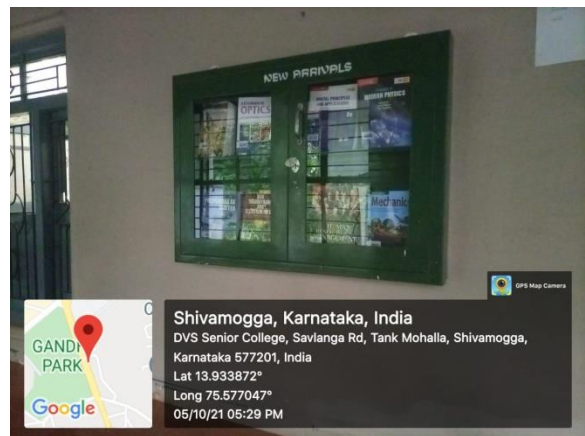 NEW ARRIVALS
OPTICS
MODERN PHYSICS
Mechanic
GPS Map Camera
GANDHI
PARK
Google
Shivamogga, Karnataka, India
DVS Senior College, Savlanga Rd, Tank Mohalla, Shivamogga,
Karnataka 577201, India
Lat 13.933872°
Long 75.577047°
05/10/21 05:29 PM